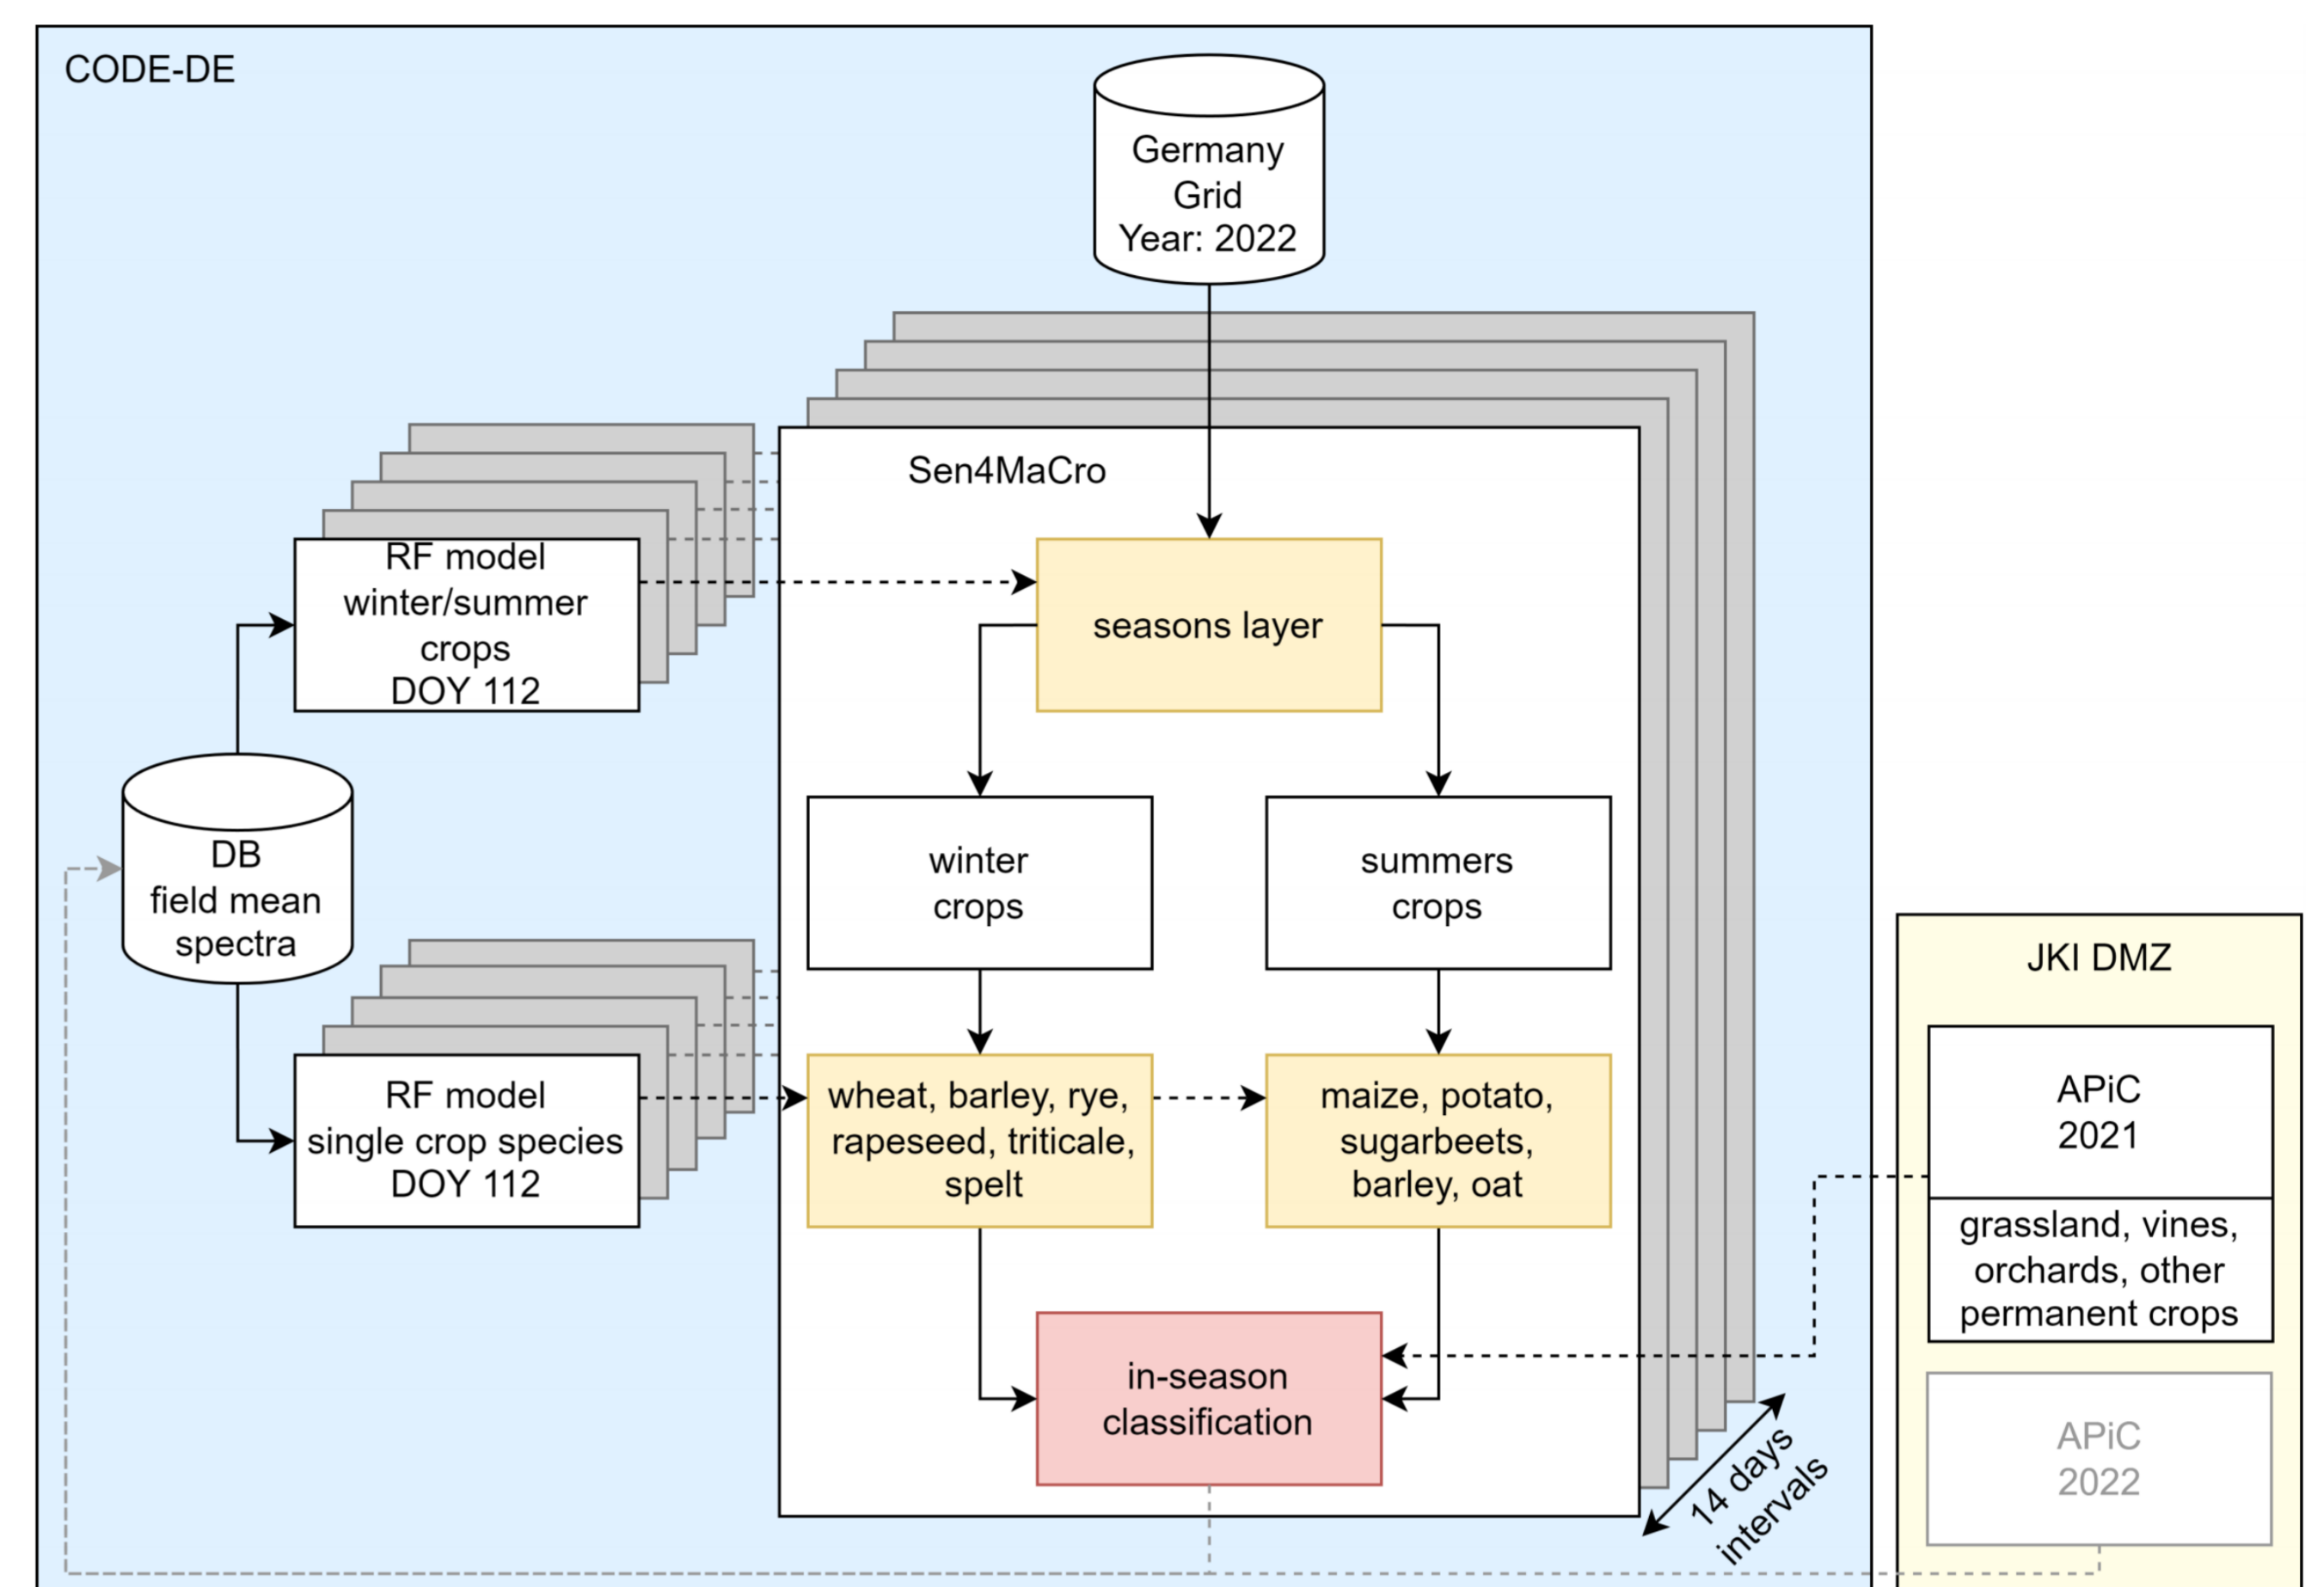 CODE-DE
Germany
Grid
Year: 2022
Sen4MaCro
RF model
winter/summer
crops
DOY 112
seasons layer
DB
field mean
spectra
winter
crops
summers
crops
RF model
single crop species
DOY 112
wheat, barley, rye,
rapeseed, triticale,
spelt
maize, potato,
sugarbeets,
barley, oat
in-season
classification
14 days
intervals
JKI DMZ
APiC
2021
grassland, vines,
orchards, other
permanent crops
APiC
2022